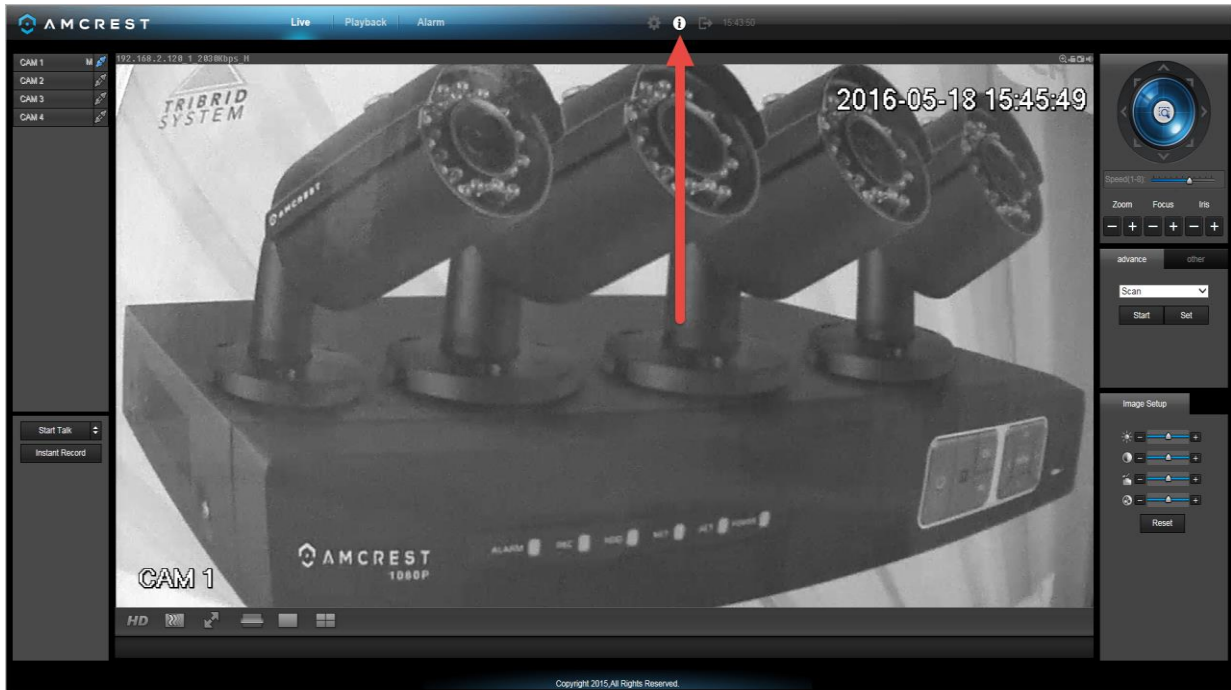 AMCREST
Live Playback Alarm
15:43:50
CAM 1 M
CAM 2
CAM 3
CAM 4
Start Talk
Instant Record
192.168.2.120_1_2030Kbps_M
TRIBRID
SYSTEM
2016-05-18 15:45:49
AMCREST
AMCREST
1080P
ALARM REC HDD NET ACT POWER
CAM 1
HD
Speed(1-8):
Zoom Focus Iris
advance other
Scan
Start Set
Image Setup
Reset
Copyright 2015,All Rights Reserved.